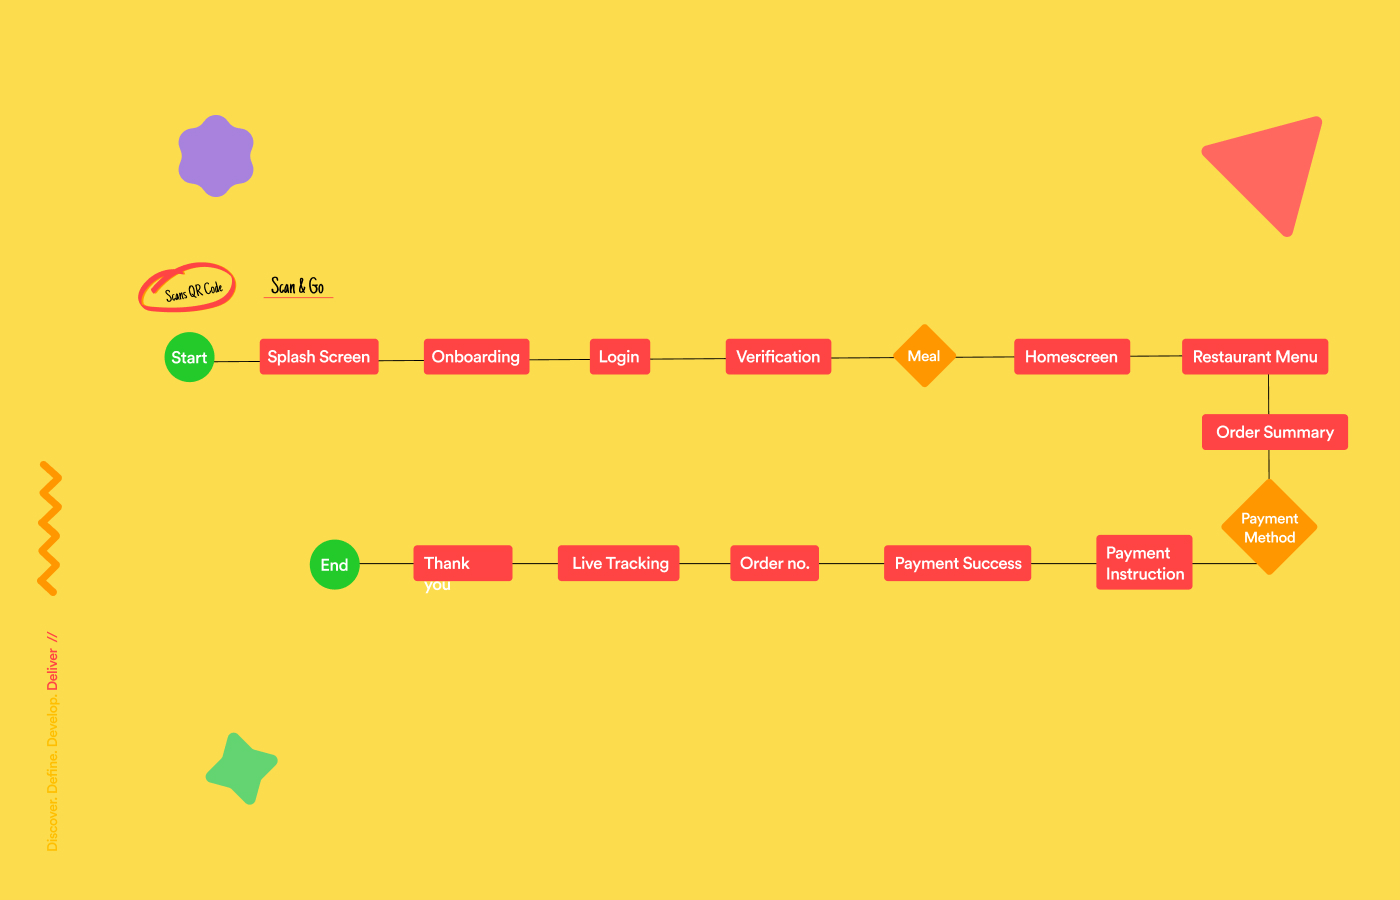 Scans QR Code
Scan & Go
Start
Splash Screen
Onboarding
Login
Verification
Meal
Homescreen
Restaurant Menu
Order Summary
Payment
Method
Payment
Instruction
Payment Success
Order no.
Live Tracking
Thank
you
End
Discover. Define. Develop. Deliver //